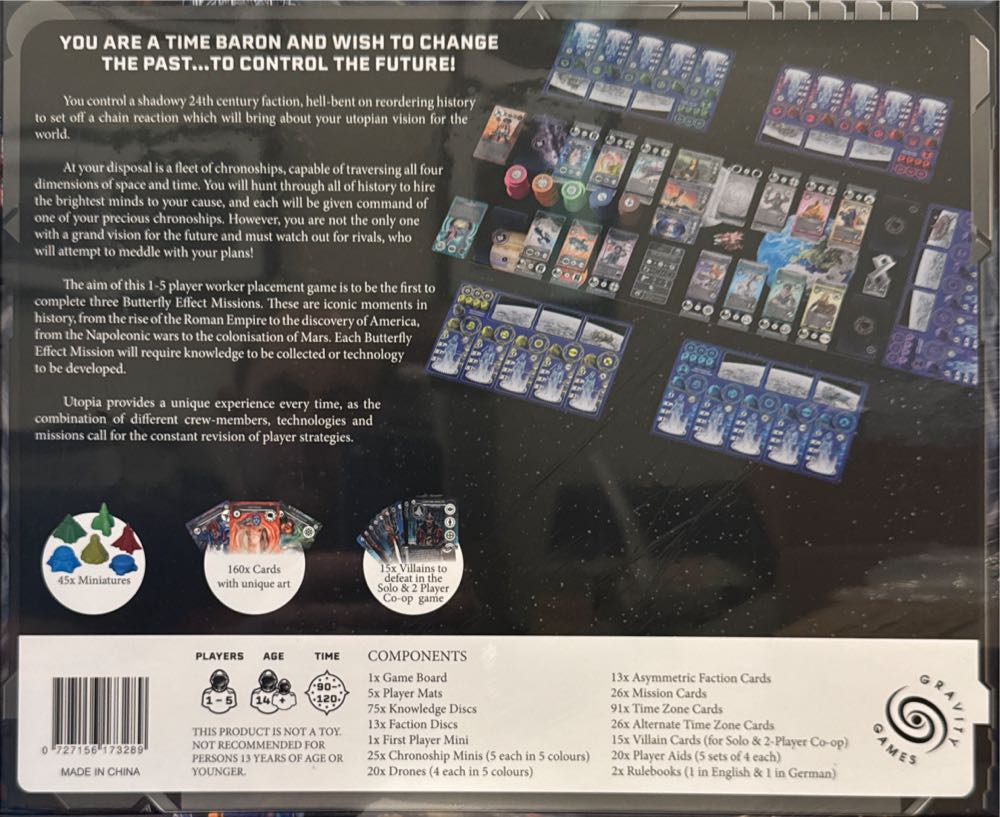 YOU ARE A TIME BARON AND WISH TO CHANGE
THE PAST...TO CONTROL THE FUTURE!
You control a shadowy 24th century faction, hell-bent on reordering history
to set off a chain reaction which will bring about your utopian vision for the
world.
At your disposal is a fleet of chronoships, capable of traversing all four
dimensions of space and time. You will hunt through all of history to hire
the brightest minds to your cause, and each will be given command of
one of your precious chronoships. However, you are not the only one
with a grand vision for the future and must watch out for rivals, who
will attempt to meddle with your plans!
The aim of this 1-5 player worker placement game is to be the first to
complete three Butterfly Effect Missions. These are iconic moments in
history, from the rise of the Roman Empire to the discovery of America,
from the Napoleonic wars to the colonisation of Mars. Each Butterfly
Effect Mission will require knowledge to be collected or technology
to be developed.
Utopia provides a unique experience every time, as the
combination of different crew-members, technologies and
missions call for the constant revision of player strategies.
45x Miniatures
160x Cards
with unique art
15x Villains to
defeat in the
Solo & 2 Player
Co-op game
PLAYERS AGE TIME
1-5 14+ 90-
120
THIS PRODUCT IS NOT A TOY.
NOT RECOMMENDED FOR
PERSONS 13 YEARS OF AGE OR
YOUNGER.
0 727156 173289
MADE IN CHINA
COMPONENTS
1x Game Board
5x Player Mats
75x Knowledge Discs
13x Faction Discs
1x First Player Mini
25x Chronoship Minis (5 each in 5 colours)
20x Drones (4 each in 5 colours)
13x Asymmetric Faction Cards
26x Mission Cards
91x Time Zone Cards
26x Alternate Time Zone Cards
15x Villain Cards (for Solo & 2-Player Co-op)
20x Player Aids (5 sets of 4 each)
2x Rulebooks (1 in English & 1 in German)
GRAVITY
GAMES